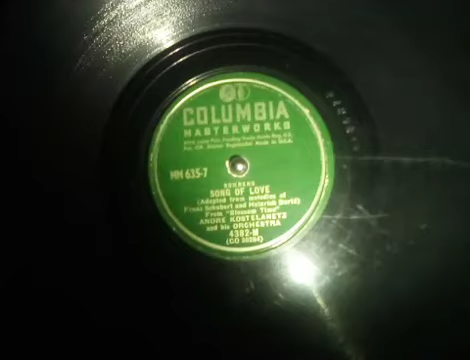 COLUMBIA
MASTERWORKS
MM 635-7
ROMBERG
SONG OF LOVE
(Adapted from melodies of
Franz Schubert and Heinrich Berté)
From "Blossom Time"
ANDRE KOSTELANETZ
and his ORCHESTRA
4382-M